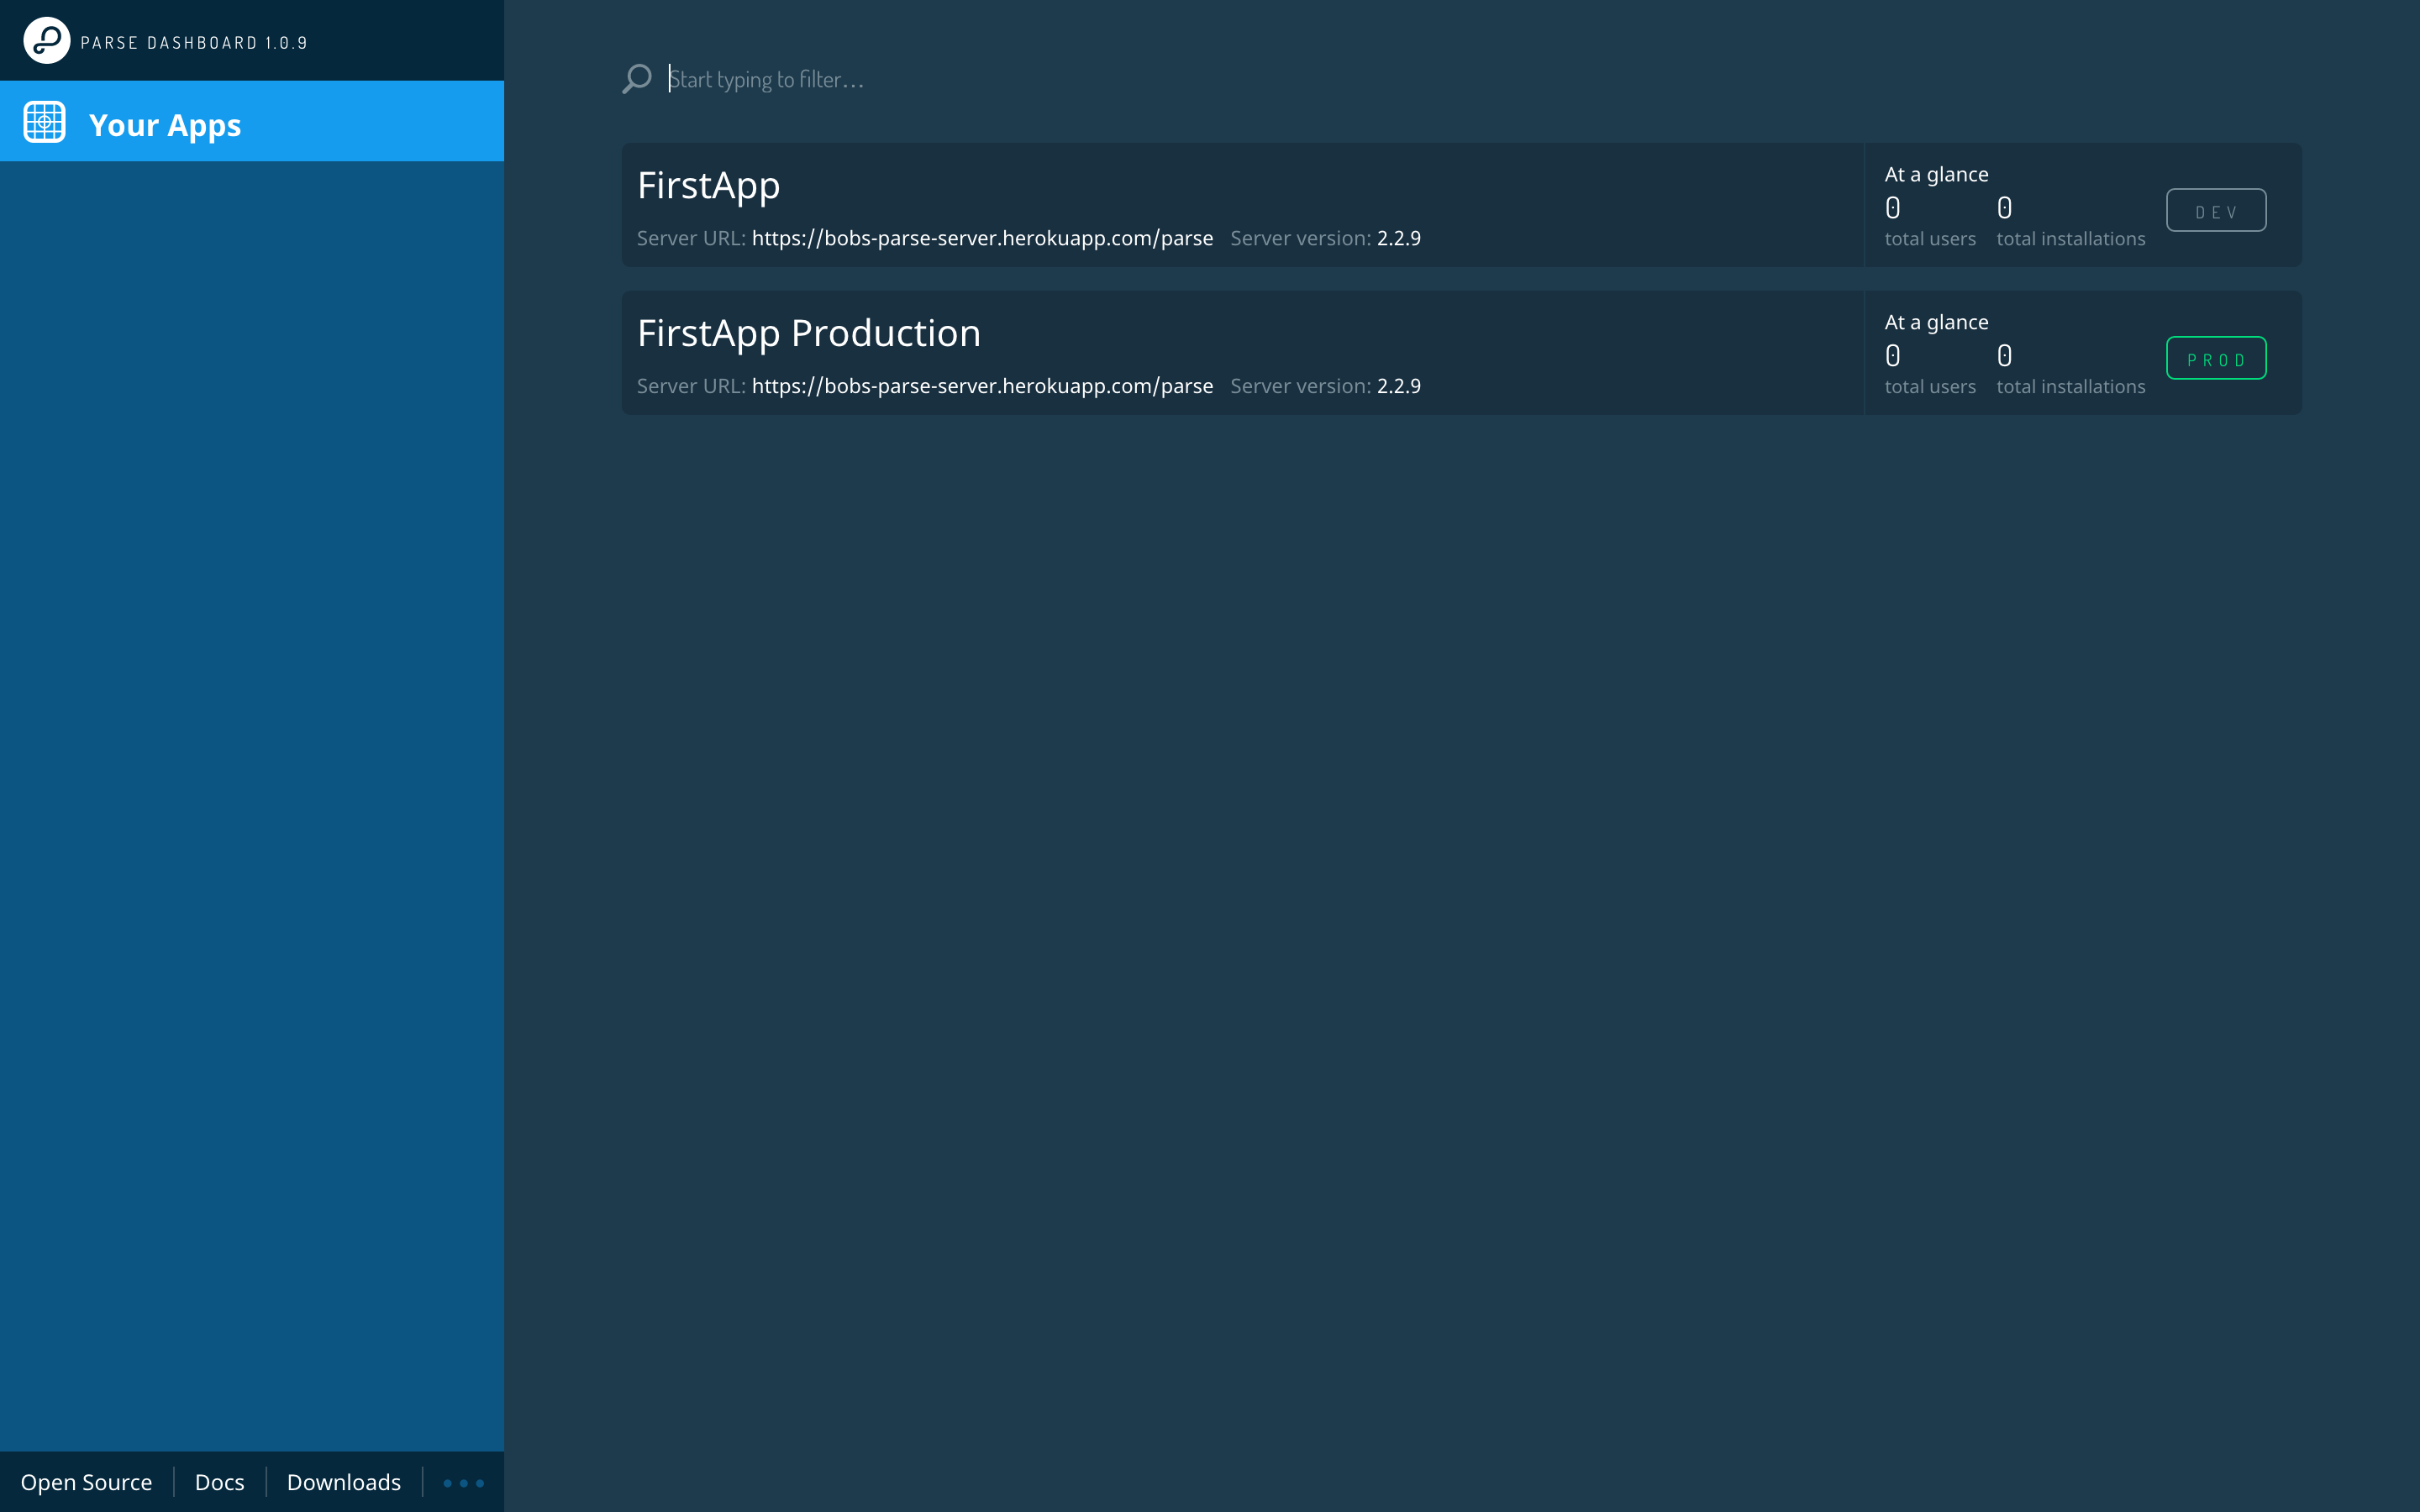 PARSE DASHBOARD 1.0.9
Your Apps
Start typing to filter...
FirstApp
Server URL: https://bobs-parse-server.herokuapp.com/parse Server version: 2.2.9
At a glance
0 0
total users total installations
DEV
FirstApp Production
Server URL: https://bobs-parse-server.herokuapp.com/parse Server version: 2.2.9
At a glance
0 0
total users total installations
PROD
Open Source Docs Downloads